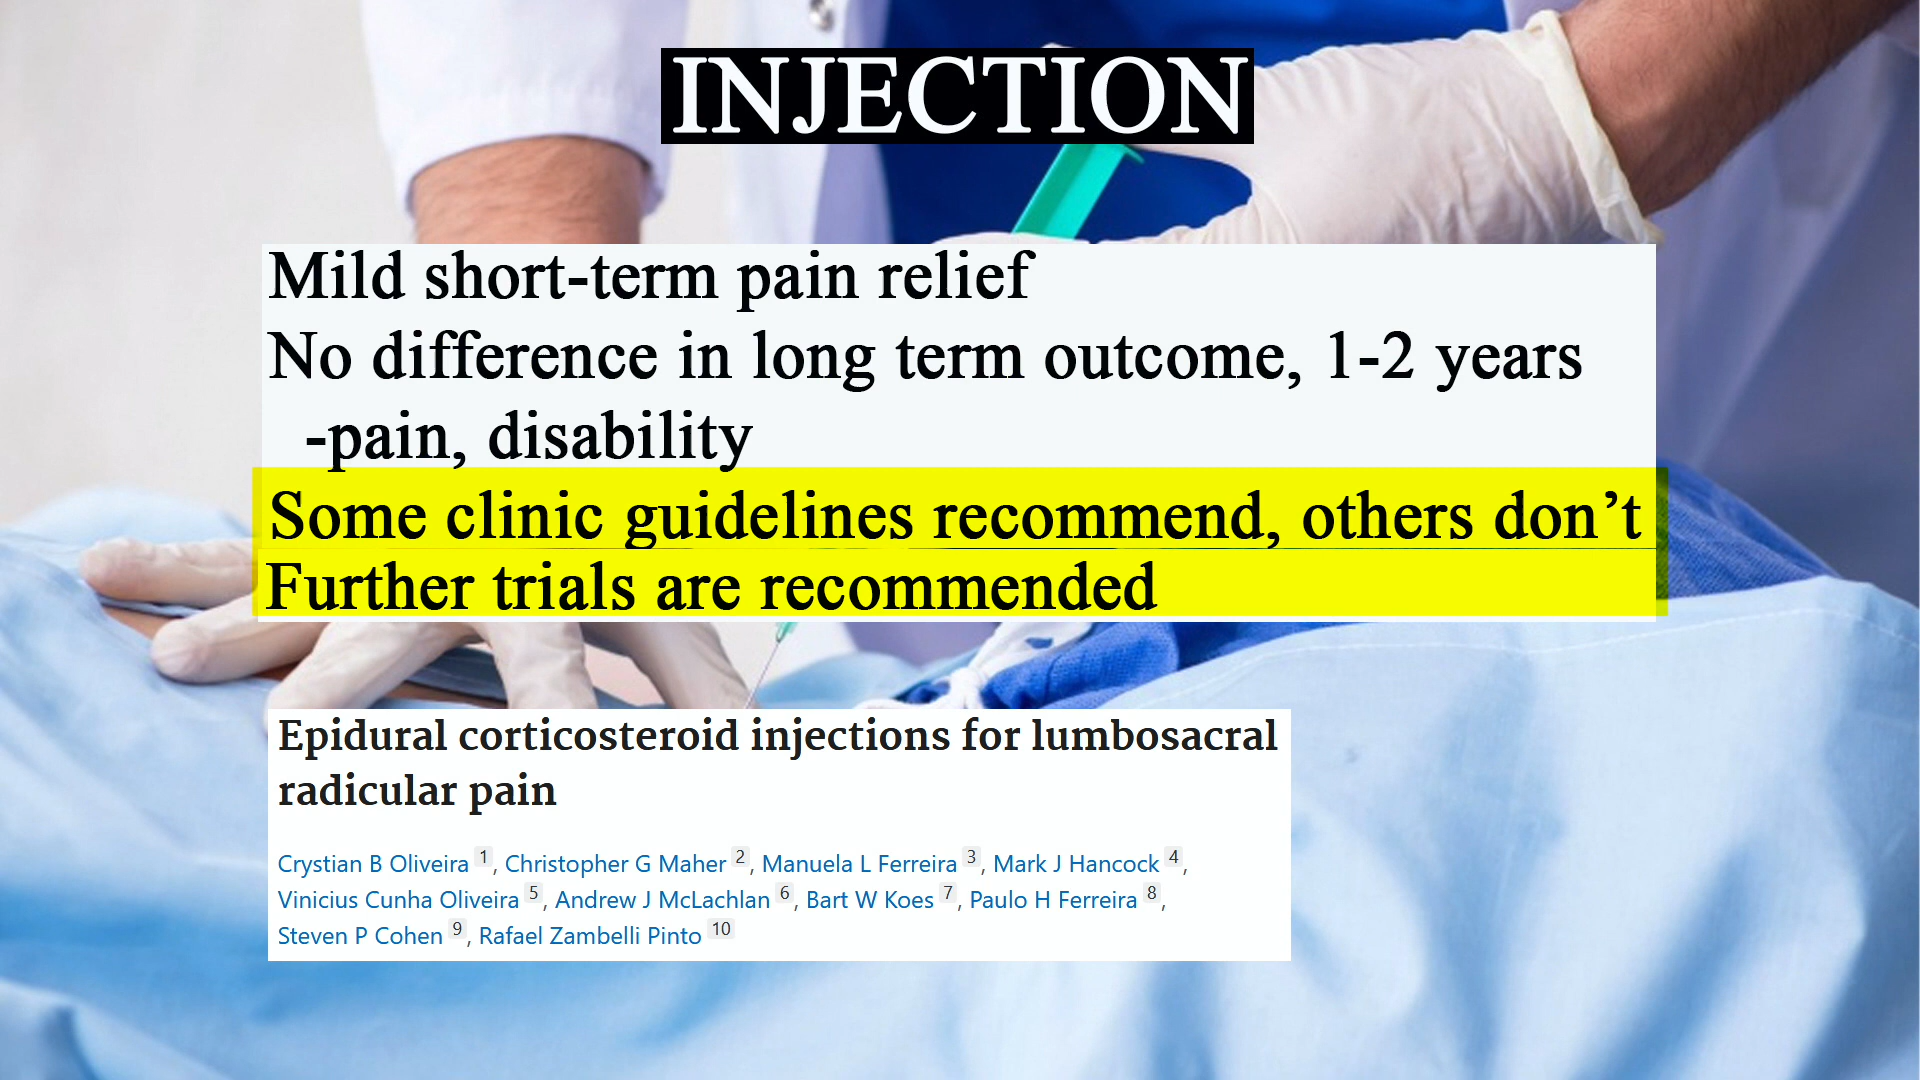 INJECTION
Mild short-term pain relief
No difference in long term outcome, 1-2 years
-pain, disability
Some clinic guidelines recommend, others don’t
Further trials are recommended
Epidural corticosteroid injections for lumbosacral
radicular pain
Crystian B Oliveira 1, Christopher G Maher 2, Manuela L Ferreira 3, Mark J Hancock 4,
Vinicius Cunha Oliveira 5, Andrew J McLachlan 6, Bart W Koes 7, Paulo H Ferreira 8,
Steven P Cohen 9, Rafael Zambelli Pinto 10